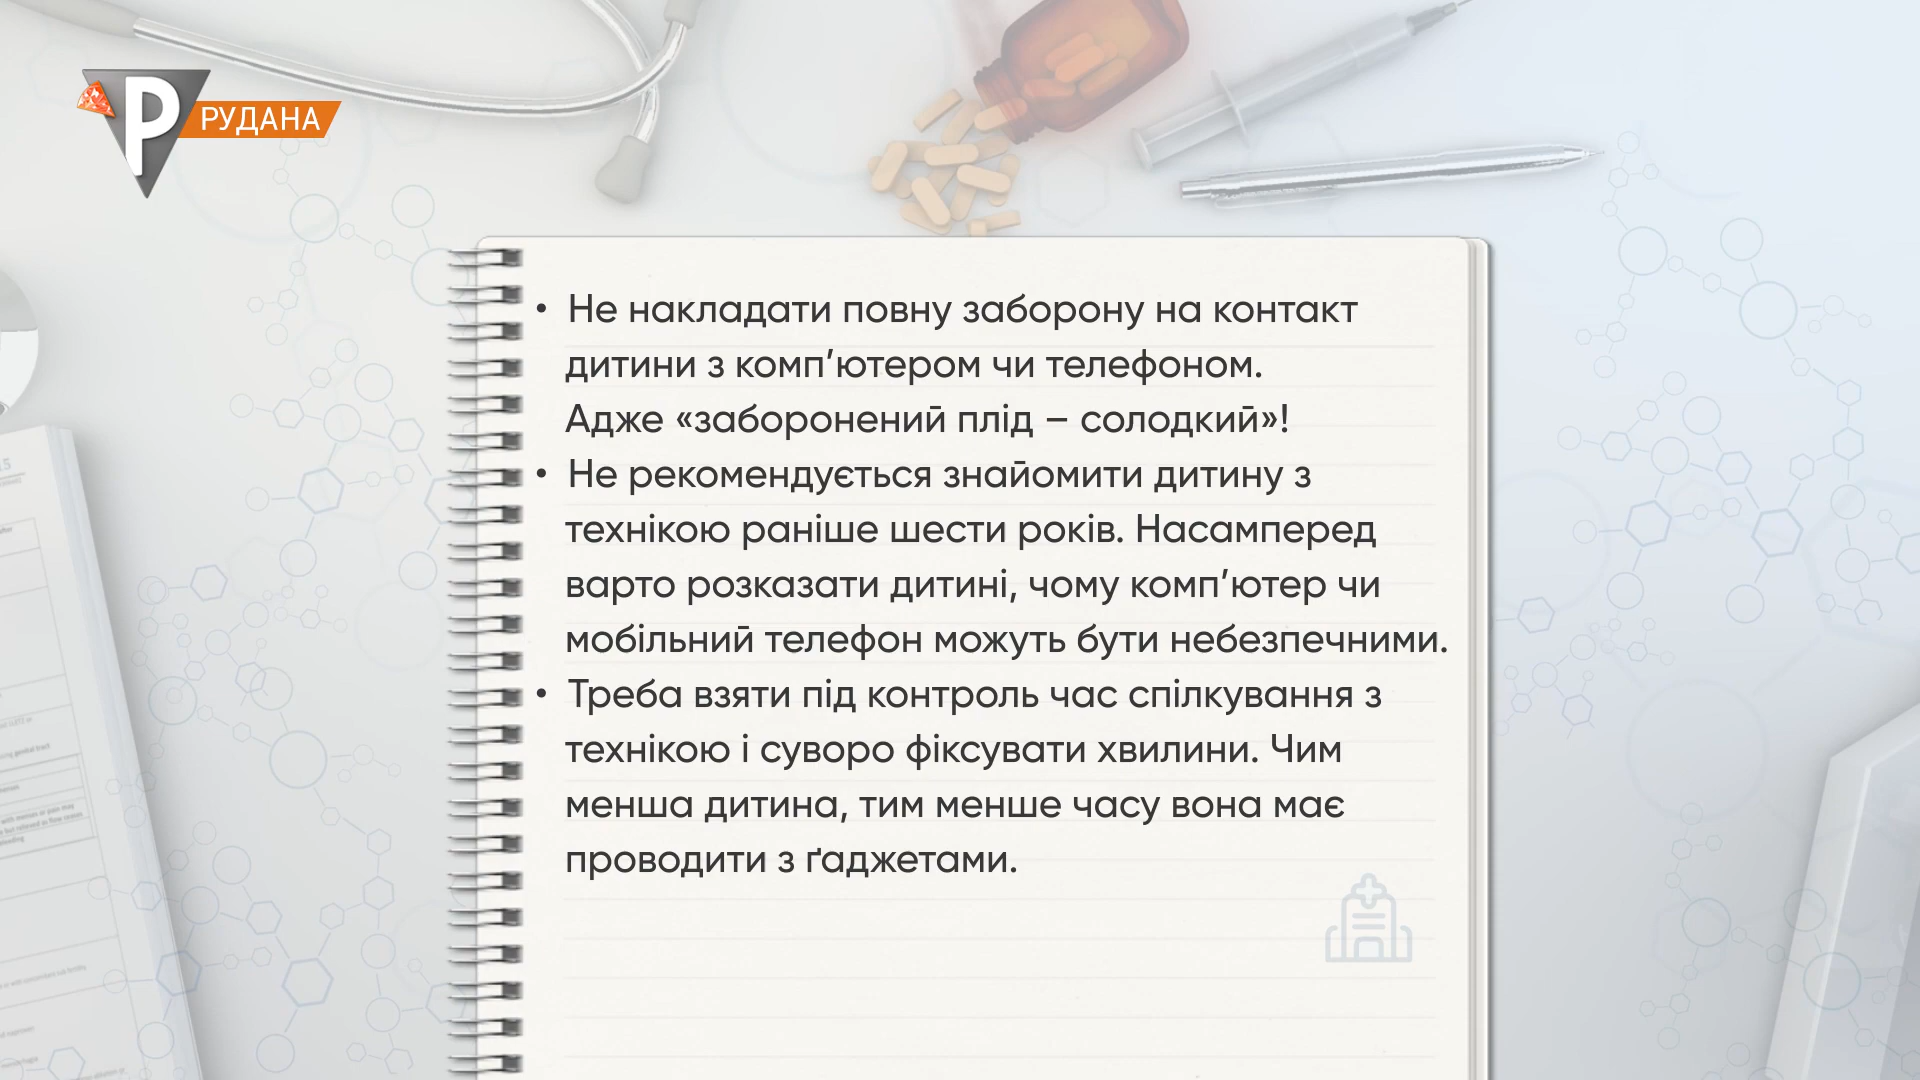 РУДАНА
• Не накладати повну заборону на контакт
дитини з комп’ютером чи телефоном.
Адже «заборонений плід – солодкий»!
• Не рекомендується знайомити дитину з
технікою раніше шести років. Насамперед
варто розказати дитині, чому комп’ютер чи
мобільний телефон можуть бути небезпечними.
• Треба взяти під контроль час спілкування з
технікою і суворо фіксувати хвилини. Чим
менша дитина, тим менше часу вона має
проводити з ґаджетами.